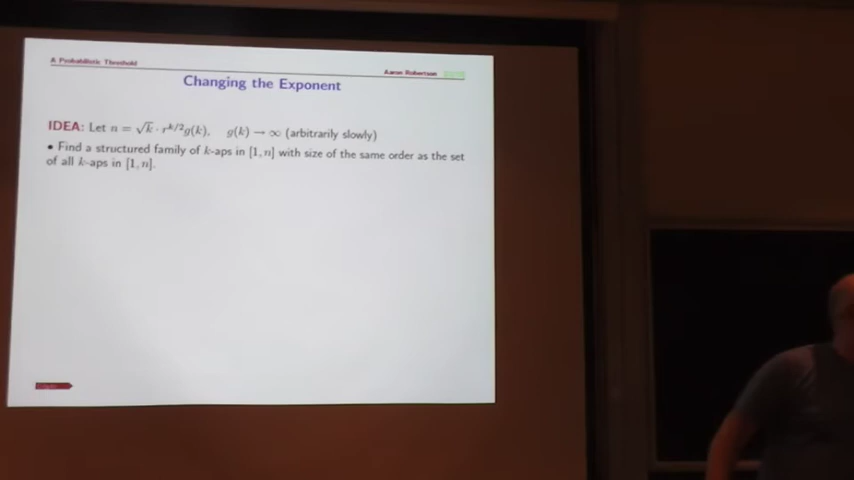 A Probabilistic Threshold
Aaron Robertson
Changing the Exponent
IDEA: Let n = √k · r^{k/2}g(k), g(k) → ∞ (arbitrarily slowly)
• Find a structured family of k-aps in [1, n] with size of the same order as the set
of all k-aps in [1, n].